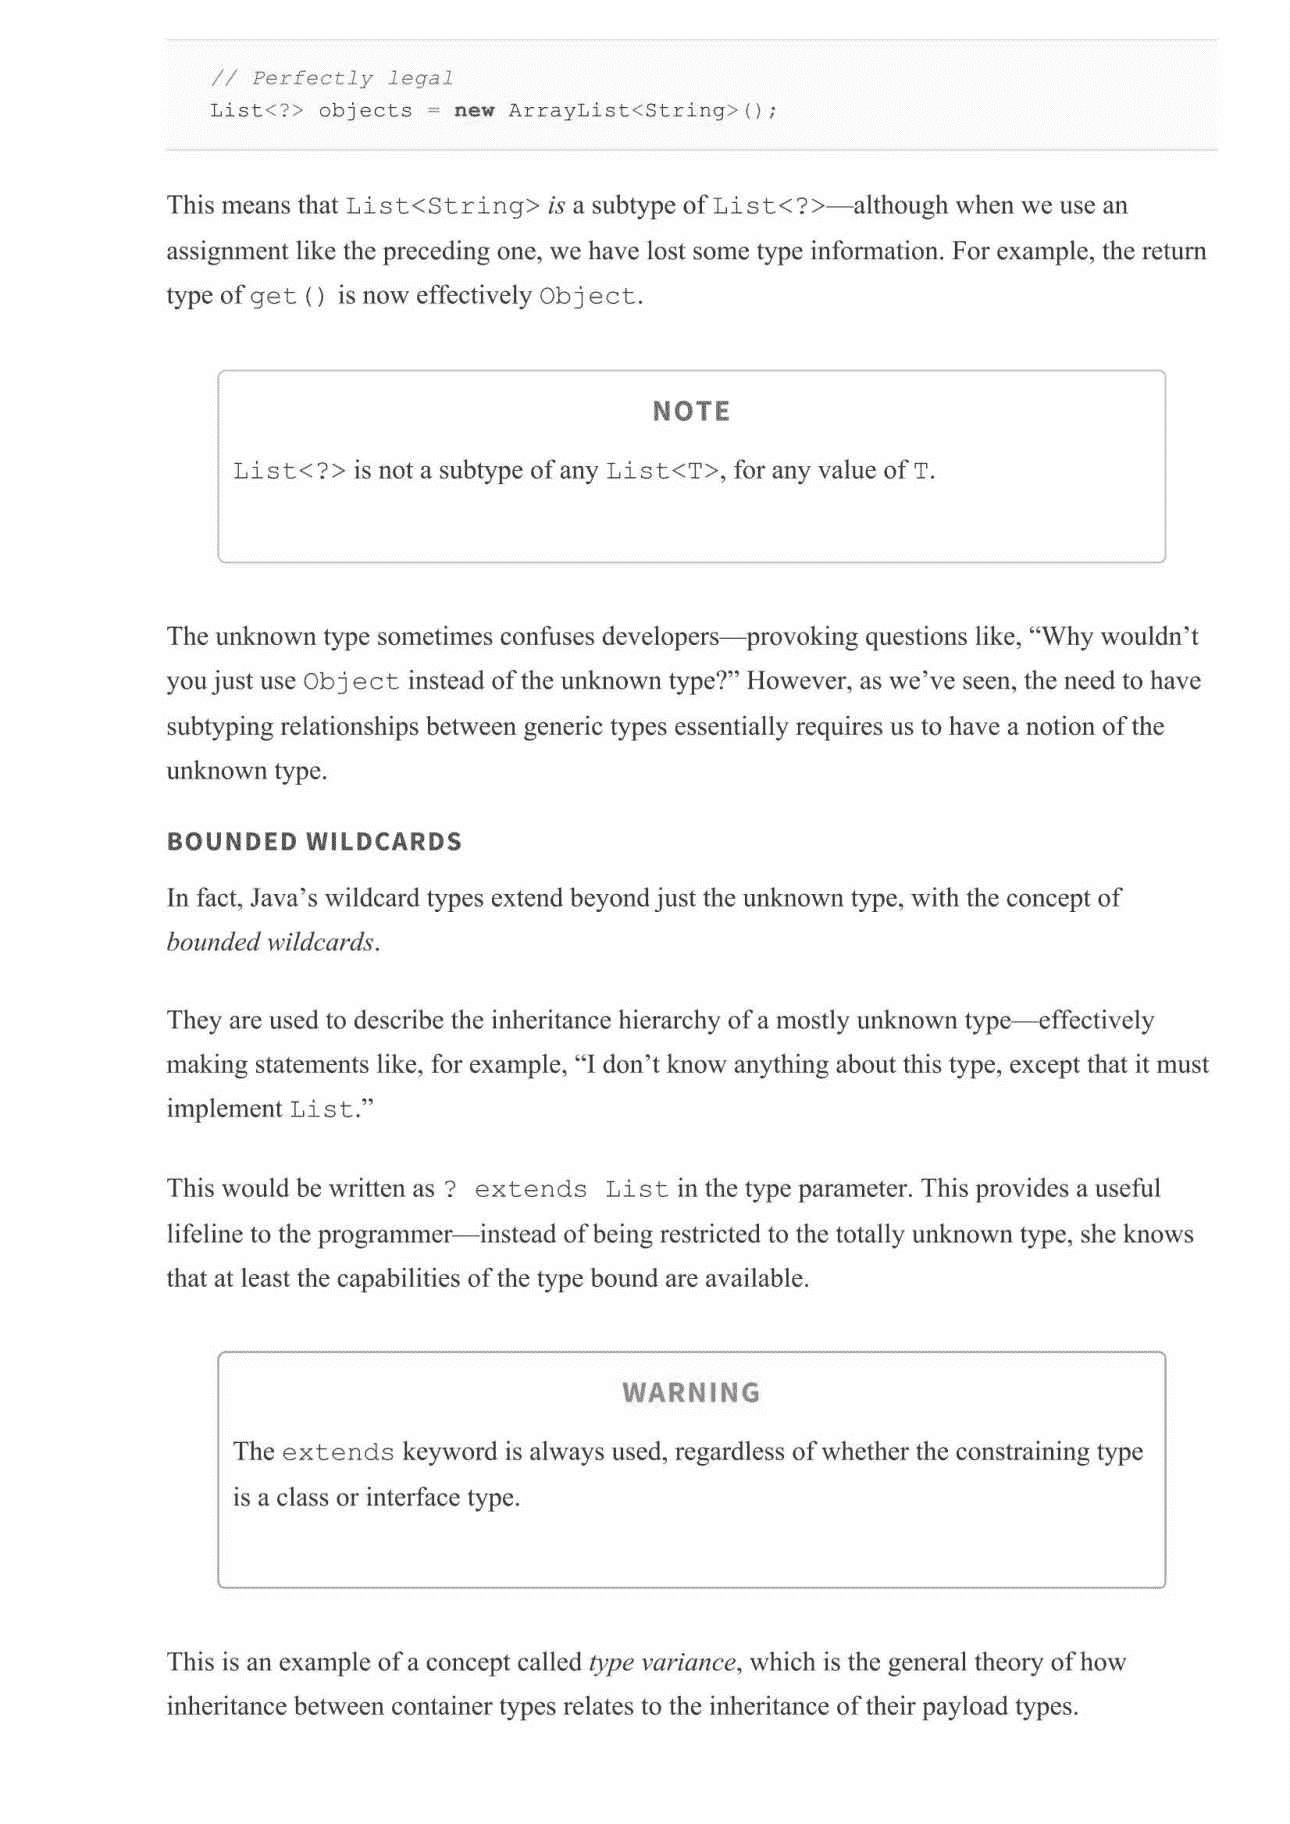 // Perfectly legal
List<?> objects = new ArrayList<String>();
This means that List<String> is a subtype of List<?>—although when we use an
assignment like the preceding one, we have lost some type information. For example, the return
type of get() is now effectively Object.
NOTE
List<?> is not a subtype of any List<T>, for any value of T.
The unknown type sometimes confuses developers—provoking questions like, “Why wouldn’t
you just use Object instead of the unknown type?” However, as we’ve seen, the need to have
subtyping relationships between generic types essentially requires us to have a notion of the
unknown type.
BOUNDED WILDCARDS
In fact, Java’s wildcard types extend beyond just the unknown type, with the concept of
bounded wildcards.
They are used to describe the inheritance hierarchy of a mostly unknown type—effectively
making statements like, for example, “I don’t know anything about this type, except that it must
implement List.”
This would be written as ? extends List in the type parameter. This provides a useful
lifeline to the programmer—instead of being restricted to the totally unknown type, she knows
that at least the capabilities of the type bound are available.
WARNING
The extends keyword is always used, regardless of whether the constraining type
is a class or interface type.
This is an example of a concept called type variance, which is the general theory of how
inheritance between container types relates to the inheritance of their payload types.